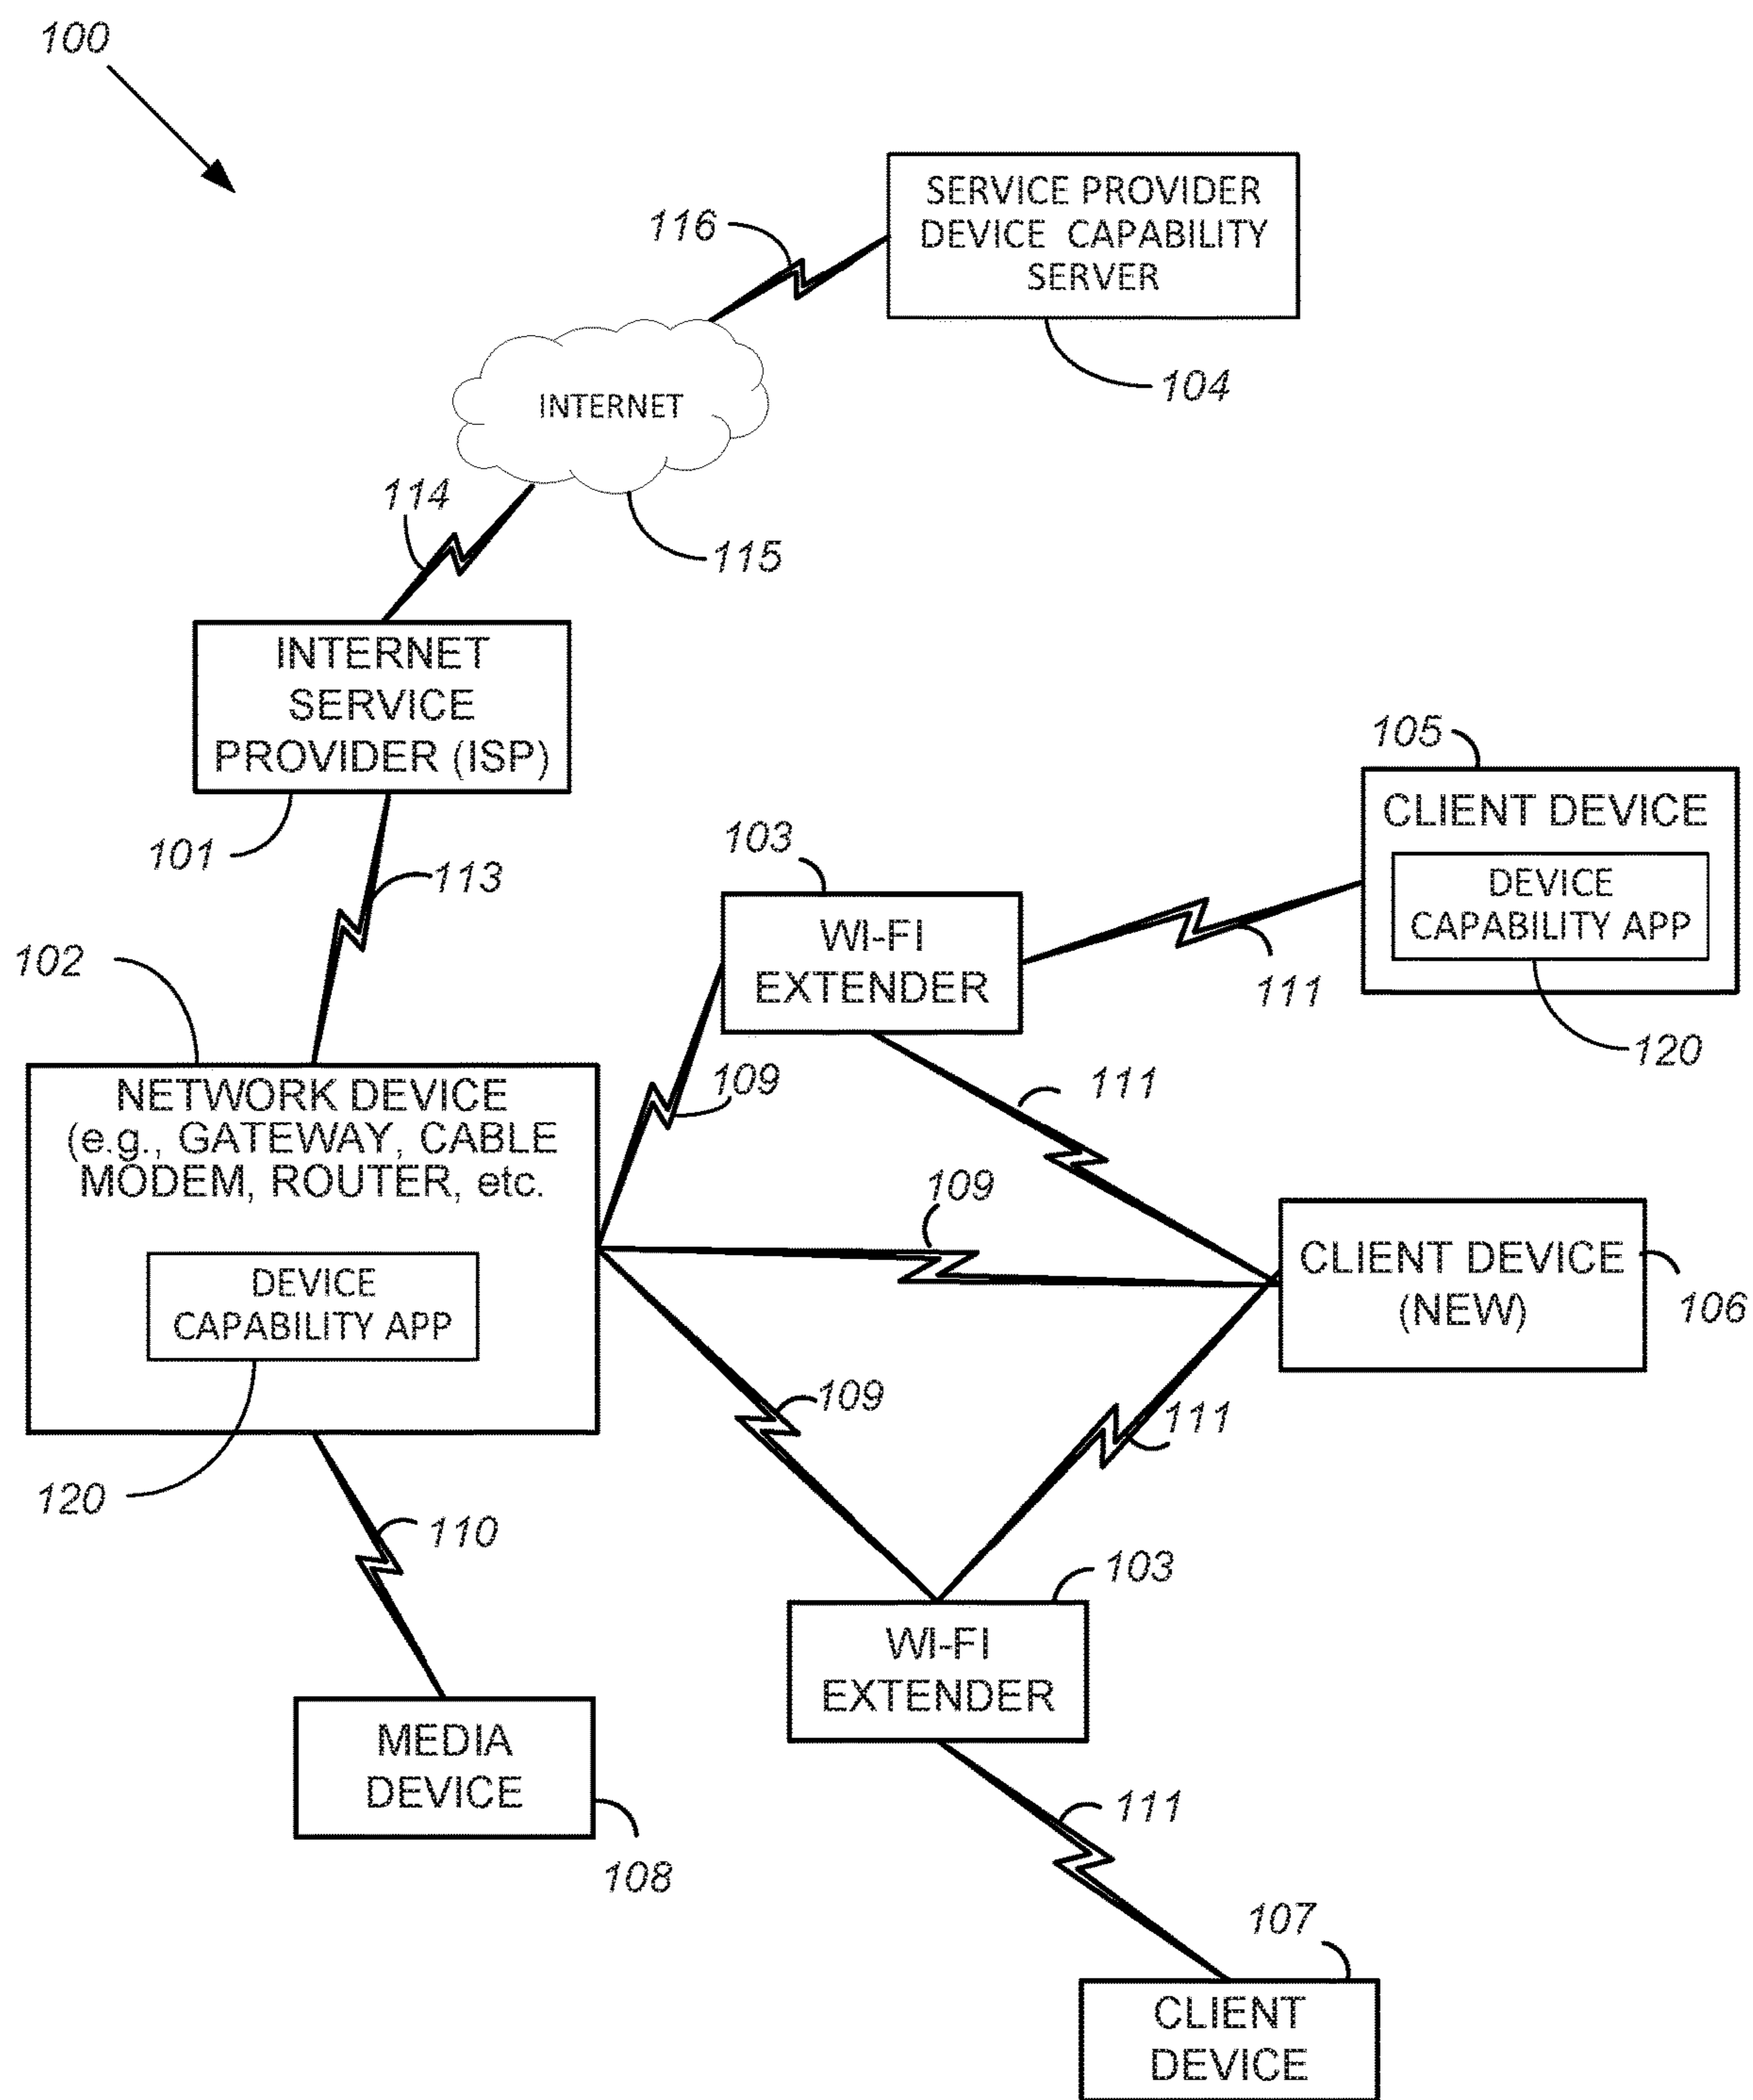 100
SERVICE PROVIDER
DEVICE CAPABILITY
SERVER
116
104
INTERNET
114
115
INTERNET
SERVICE
PROVIDER (ISP)
101
113
105
CLIENT DEVICE
DEVICE
CAPABILITY APP
120
103
WI-FI
EXTENDER
111
102
NETWORK DEVICE
(e.g., GATEWAY, CABLE
MODEM, ROUTER, etc.
DEVICE
CAPABILITY APP
120
109
111
109
CLIENT DEVICE
(NEW)
106
109
111
110
103
WI-FI
EXTENDER
MEDIA
DEVICE
108
111
107
CLIENT
DEVICE